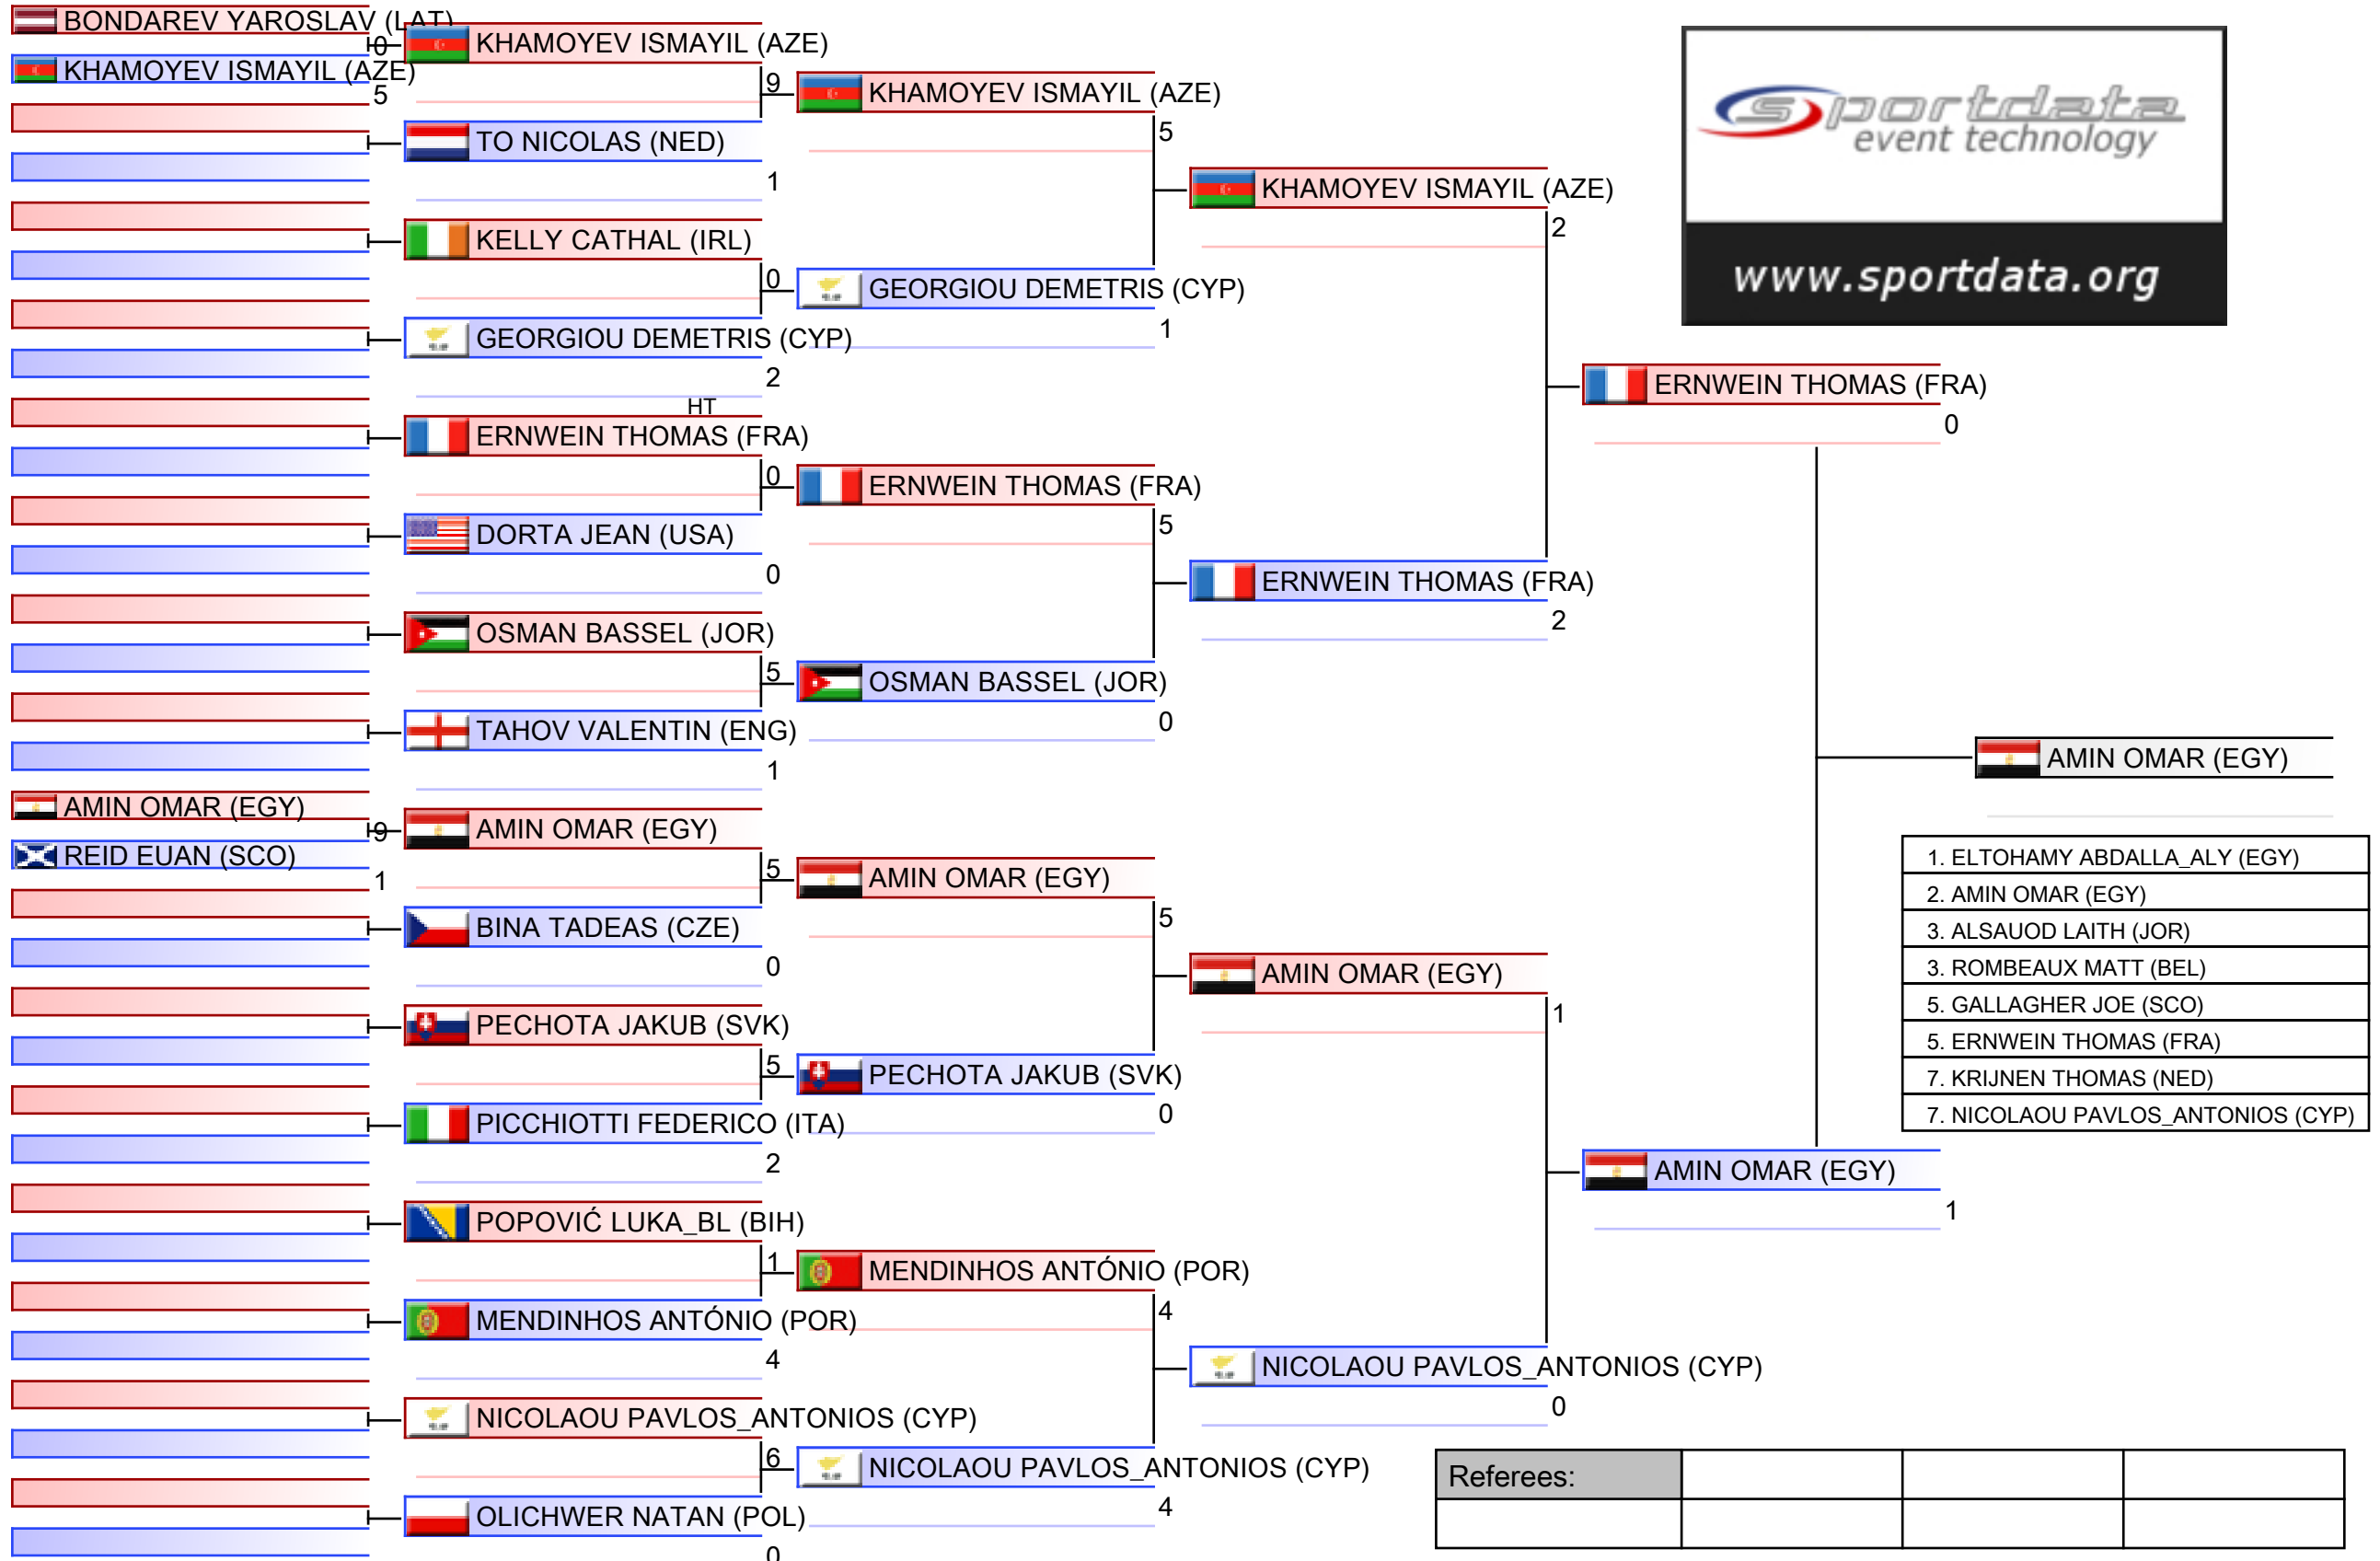 BONDAREV YAROSLAV (LAT)
0
KHAMOYEV ISMAYIL (AZE)
5
AMIN OMAR (EGY)
9
REID EUAN (SCO)
1
KHAMOYEV ISMAYIL (AZE)
9
TO NICOLAS (NED)
1
KELLY CATHAL (IRL)
0
GEORGIOU DEMETRIS (CYP)
2
HT
ERNWEIN THOMAS (FRA)
0
DORTA JEAN (USA)
0
OSMAN BASSEL (JOR)
5
TAHOV VALENTIN (ENG)
1
AMIN OMAR (EGY)
5
BINA TADEAS (CZE)
0
PECHOTA JAKUB (SVK)
5
PICCHIOTTI FEDERICO (ITA)
2
POPOVIĆ LUKA_BL (BIH)
1
MENDINHOS ANTÓNIO (POR)
4
NICOLAOU PAVLOS_ANTONIOS (CYP)
6
OLICHWER NATAN (POL)
0
KHAMOYEV ISMAYIL (AZE)
5
GEORGIOU DEMETRIS (CYP)
1
ERNWEIN THOMAS (FRA)
5
OSMAN BASSEL (JOR)
0
AMIN OMAR (EGY)
5
PECHOTA JAKUB (SVK)
0
MENDINHOS ANTÓNIO (POR)
4
NICOLAOU PAVLOS_ANTONIOS (CYP)
4
KHAMOYEV ISMAYIL (AZE)
2
ERNWEIN THOMAS (FRA)
2
AMIN OMAR (EGY)
1
NICOLAOU PAVLOS_ANTONIOS (CYP)
0
ERNWEIN THOMAS (FRA)
0
AMIN OMAR (EGY)
1
AMIN OMAR (EGY)
sportdata
event technology
www.sportdata.org
1. ELTOHAMY ABDALLA_ALY (EGY)
2. AMIN OMAR (EGY)
3. ALSAUOD LAITH (JOR)
3. ROMBEAUX MATT (BEL)
5. GALLAGHER JOE (SCO)
5. ERNWEIN THOMAS (FRA)
7. KRIJNEN THOMAS (NED)
7. NICOLAOU PAVLOS_ANTONIOS (CYP)
Referees: